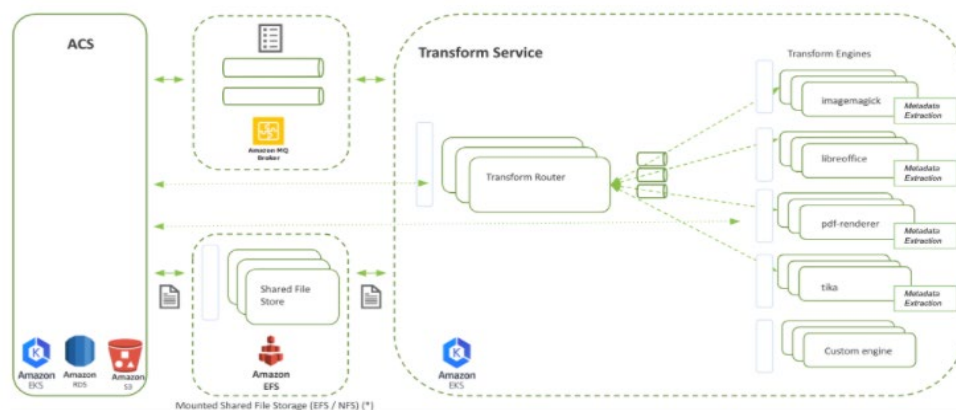 ACS
Transform Service
Transform Engines
imagemagick
Metadata
Extraction
Amazon MQ
Broker
libreoffice
Metadata
Extraction
Transform Router
pdf-renderer
Metadata
Extraction
Shared File
Store
tika
Metadata
Extraction
Custom engine
Amazon
EKS
Amazon
RDS
Amazon
S3
Amazon
EFS
Amazon
EKS
Mounted Shared File Storage (EFS / NFS) (*)